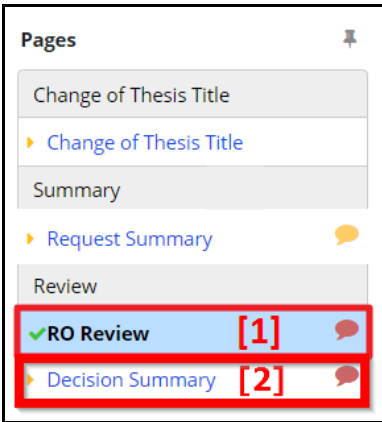 Pages
Change of Thesis Title
Change of Thesis Title
Summary
Request Summary
Review
RO Review [1]
Decision Summary [2]